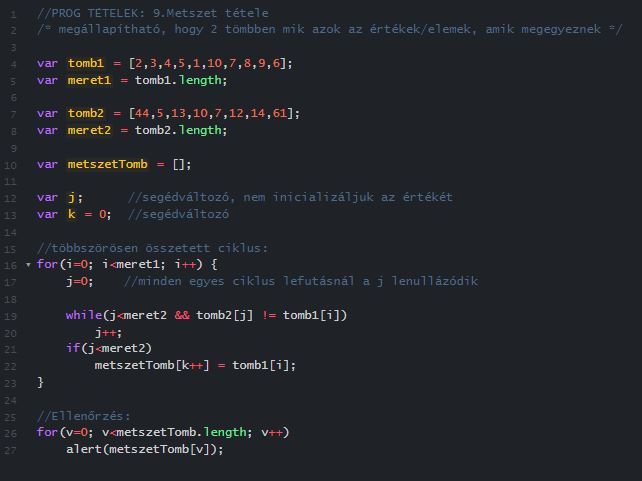 1 //PROG TÉTELEK: 9.Metszet tétele
2 /* megállapítható, hogy 2 tömbben mik azok az értékek/elemek, amik megegyeznek */
3
4 var tomb1 = [2,3,4,5,1,10,7,8,9,6];
5 var meret1 = tomb1.length;
6
7 var tomb2 = [44,5,13,10,7,12,14,61];
8 var meret2 = tomb2.length;
9
10 var metszetTomb = [];
11
12 var j;      //segédváltozó, nem inicializáljuk az értékét
13 var k = 0;  //segédváltozó
14
15 //többszörösen összetett ciklus:
16 for(i=0; i<meret1; i++) {
17     j=0;    //minden egyes ciklus lefutásnál a j lenullázódik
18
19     while(j<meret2 && tomb2[j] != tomb1[i])
20         j++;
21     if(j<meret2)
22         metszetTomb[k++] = tomb1[i];
23 }
24
25 //Ellenőrzés:
26 for(v=0; v<metszetTomb.length; v++)
27     alert(metszetTomb[v]);